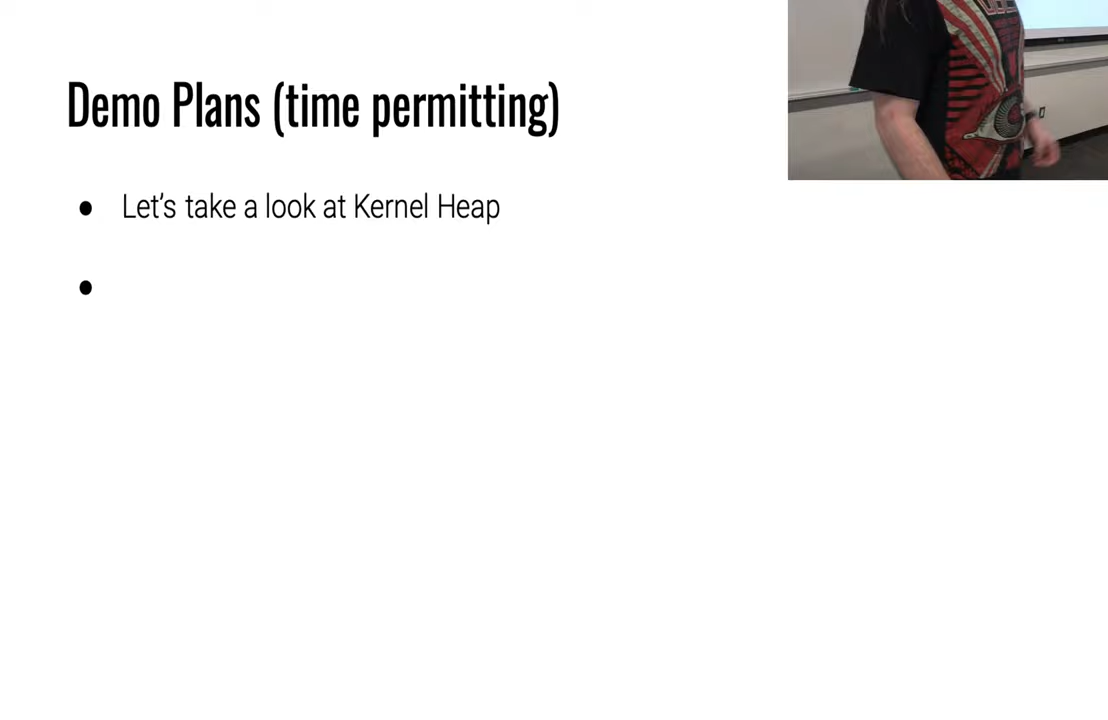 Demo Plans (time permitting)
● Let’s take a look at Kernel Heap
●